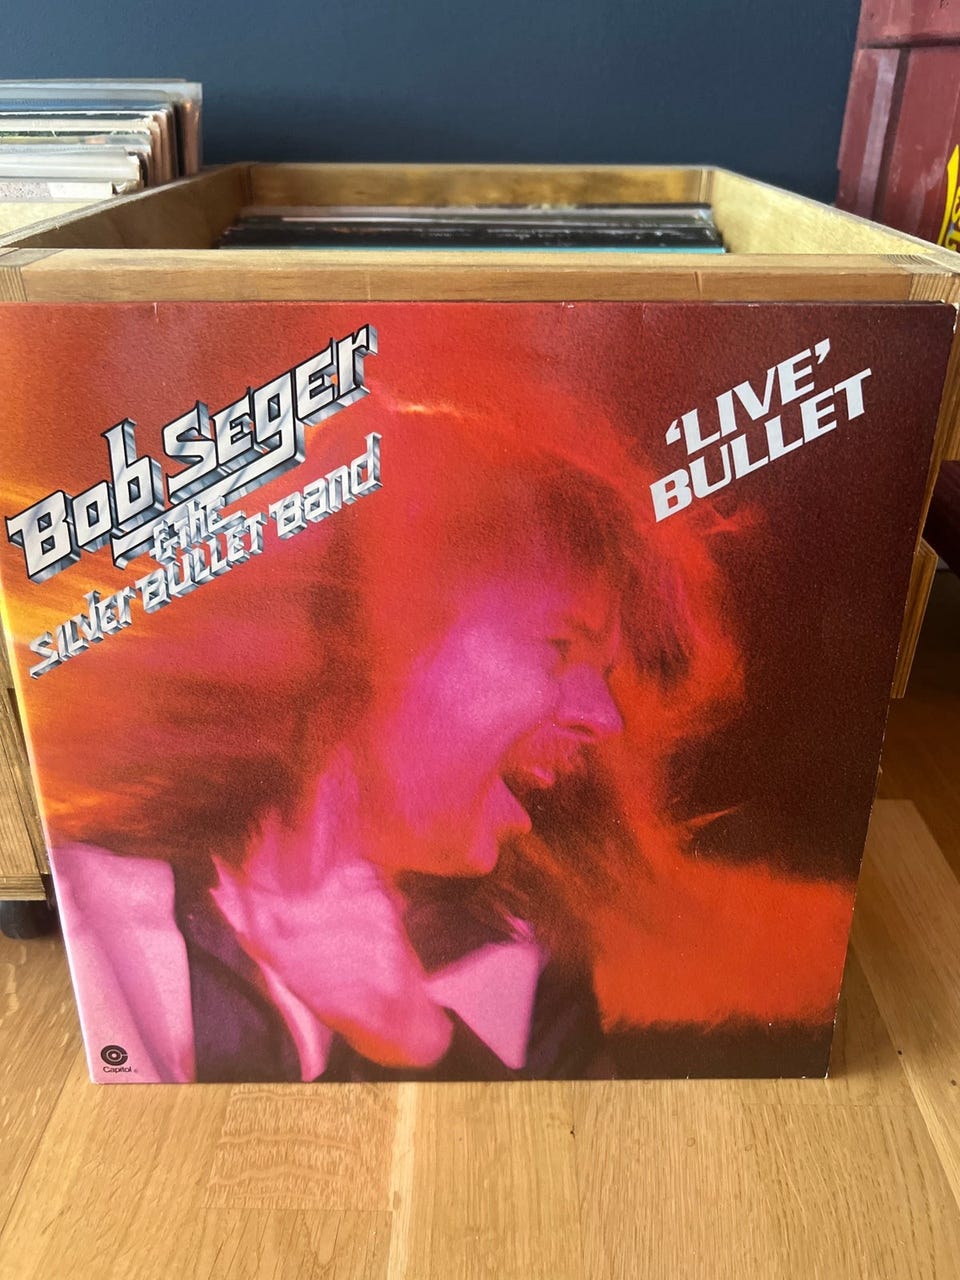 Bob Seger
& The
Silver Bullet Band
'LIVE'
BULLET
Capitol